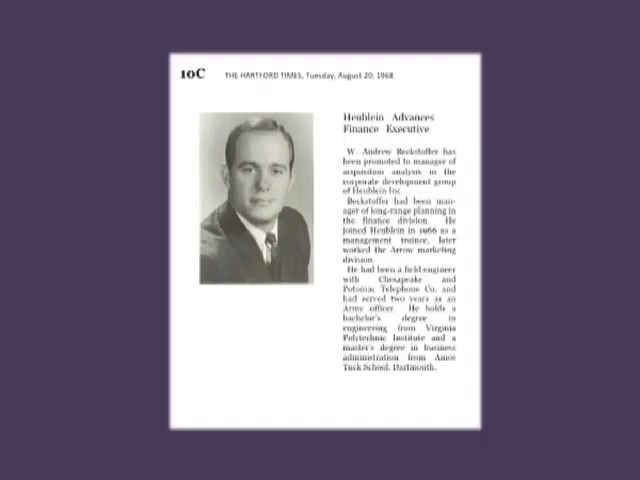 10C
THE HARTFORD TIMES, Tuesday, August 20, 1968
Heublein Advances
Finance Executive
W. Andrew Beckstoffer has
been promoted to manager of
acquisition analysis in the
corporate development group
of Heublein Inc.
Beckstoffer had been man-
ager of long-range planning in
the finance division. He
joined Heublein in 1966 as a
management trainee, later
worked the Arrow marketing
division.
He had been a field engineer
with Chesapeake and
Potomac Telephone Co. and
had served two years as an
Army officer. He holds a
bachelor's degree in
engineering from Virginia
Polytechnic Institute and a
master's degree in business
administration from Amos
Tuck School, Dartmouth.